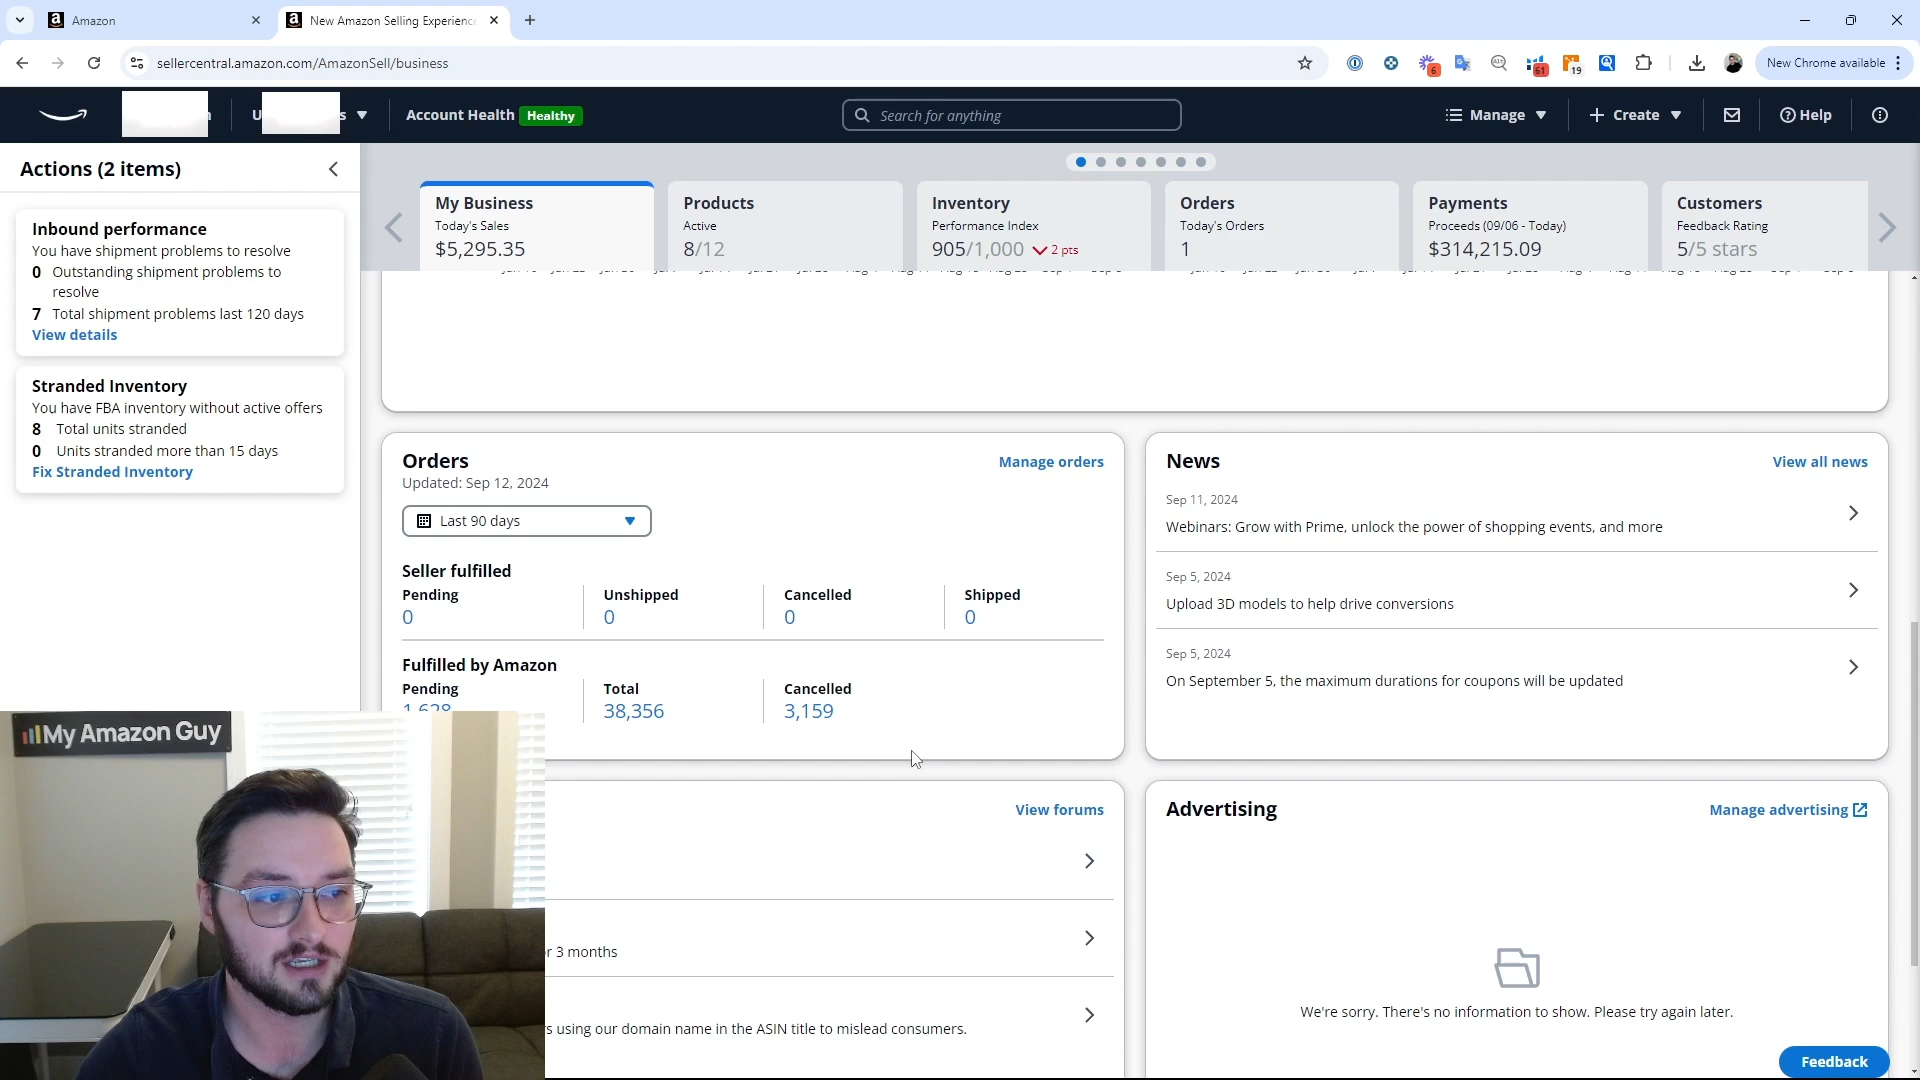 Amazon
New Amazon Selling Experience
sellercentral.amazon.com/AmazonSell/business
6
61
19
New Chrome available
Account Health Healthy
Search for anything
Manage
Create
Help
Actions (2 items)
Inbound performance
You have shipment problems to resolve
0 Outstanding shipment problems to
resolve
7 Total shipment problems last 120 days
View details
Stranded Inventory
You have FBA inventory without active offers
8 Total units stranded
0 Units stranded more than 15 days
Fix Stranded Inventory
My Business
Today's Sales
$5,295.35
Products
Active
8/12
Inventory
Performance Index
905/1,000 2 pts
Orders
Today's Orders
1
Payments
Proceeds (09/06 - Today)
$314,215.09
Customers
Feedback Rating
5/5 stars
Orders
Manage orders
Updated: Sep 12, 2024
Last 90 days
Seller fulfilled
Pending Unshipped Cancelled Shipped
0 0 0 0
Fulfilled by Amazon
Pending Total Cancelled
1,628 38,356 3,159
News
View all news
Sep 11, 2024
Webinars: Grow with Prime, unlock the power of shopping events, and more
Sep 5, 2024
Upload 3D models to help drive conversions
Sep 5, 2024
On September 5, the maximum durations for coupons will be updated
View forums
r 3 months
s using our domain name in the ASIN title to mislead consumers.
Advertising
Manage advertising
We're sorry. There's no information to show. Please try again later.
Feedback
My Amazon Guy